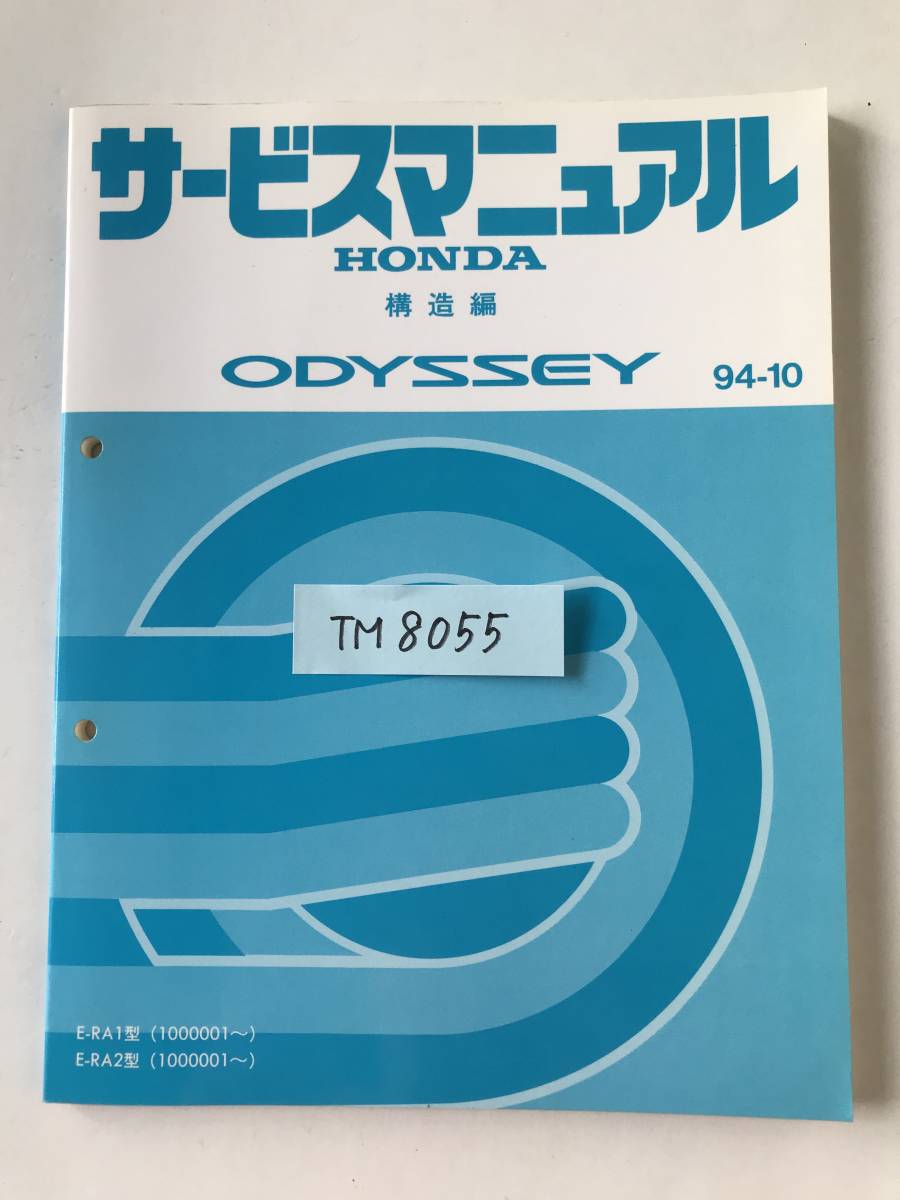 サービスマニュアル
HONDA
構造編
ODYSSEY 94-10
TM 8055
E-RA1型 (1000001〜)
E-RA2型 (1000001〜)